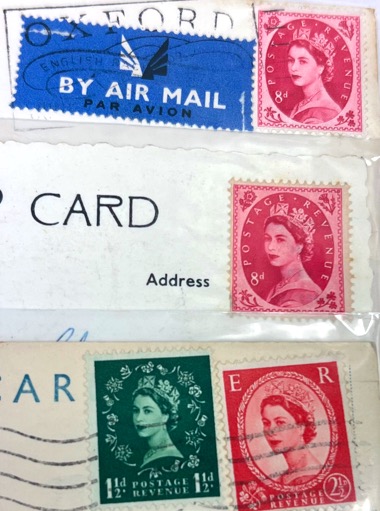 OXFORD
ENGLISH
BY AIR MAIL
PAR AVION
POSTAGE REVENUE
8d
CARD
POSTAGE REVENUE
8d
Address
CAR
E R
1½d 1½d
POSTAGE
REVENUE
2½d
POSTAGE
REVENUE